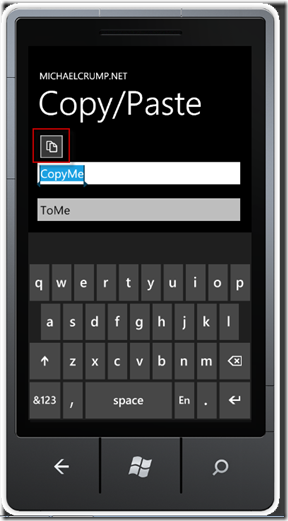 MICHAELCRUMP.NET
Copy/Paste
CopyMe
ToMe
q w e r t y u i o p
a s d f g h j k l
z x c v b n m
&123 , space En .